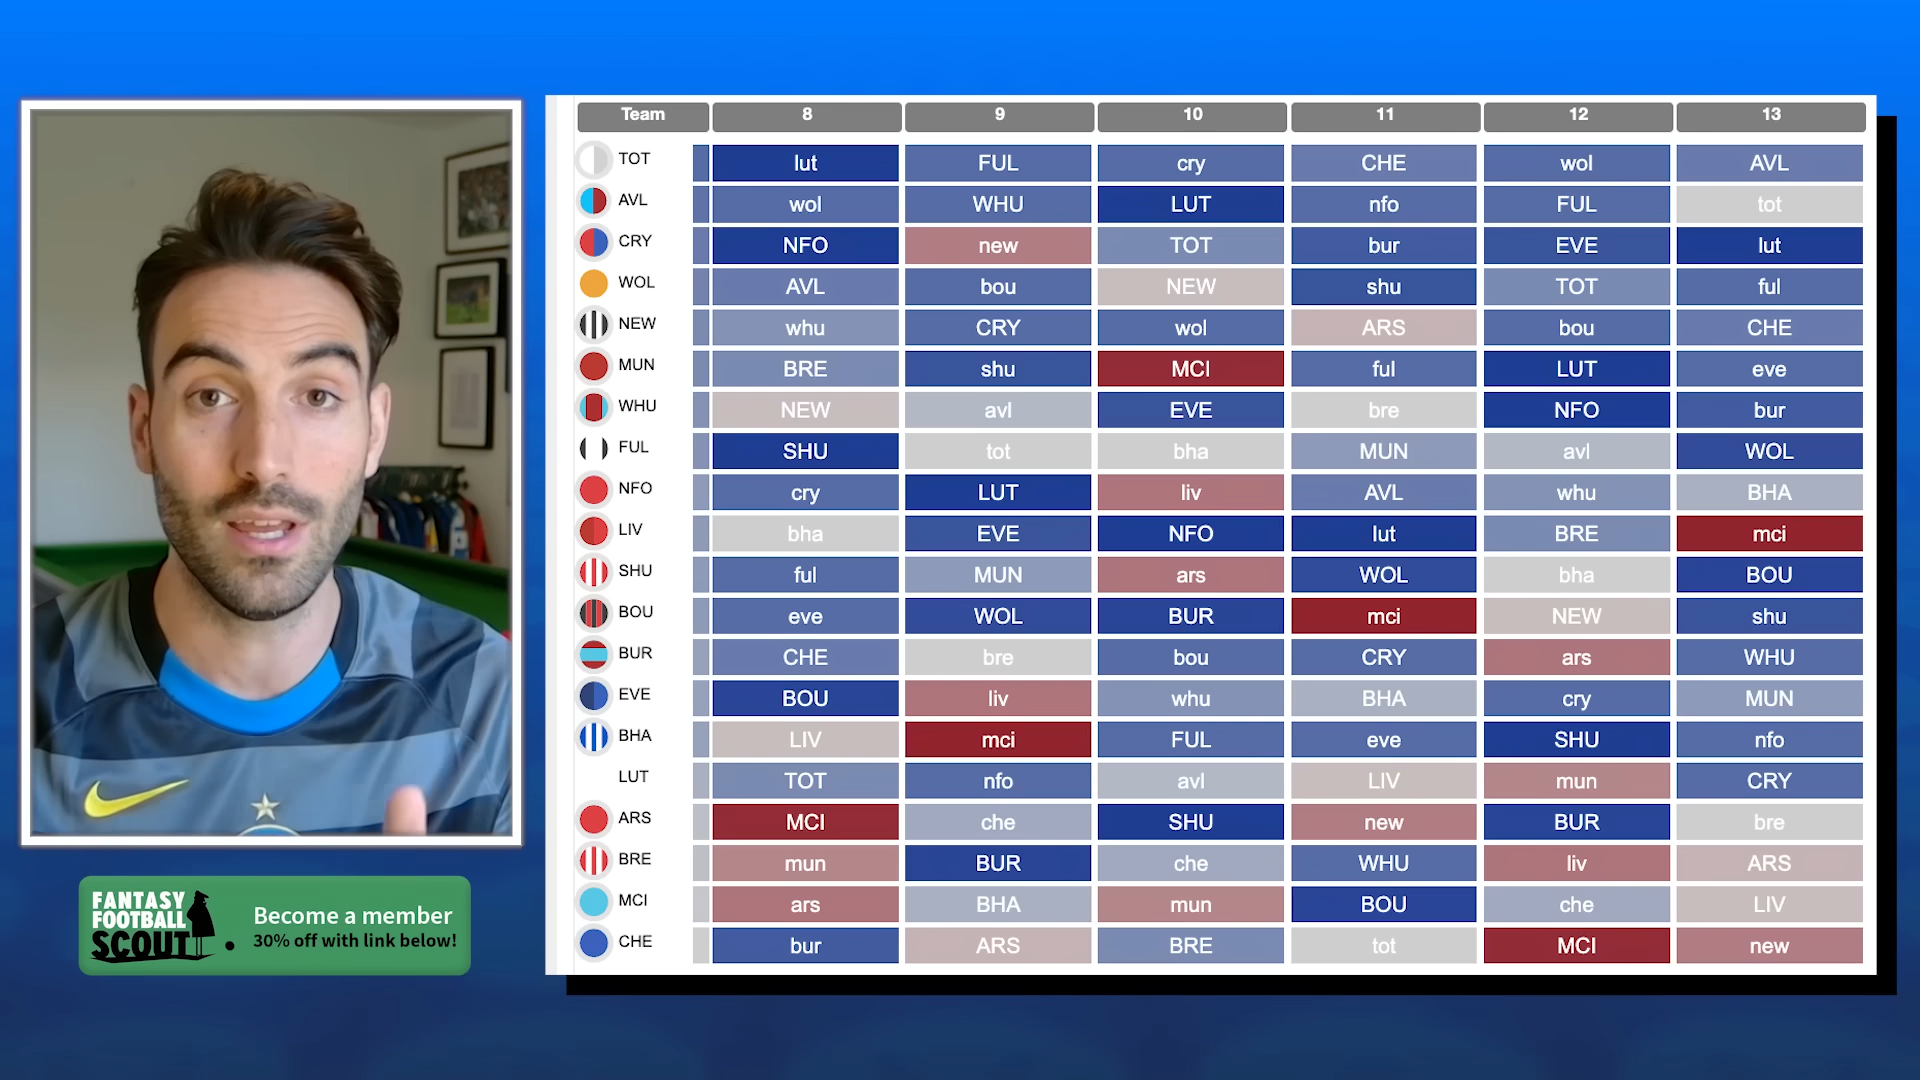 Team 8 9 10 11 12 13
TOT lut FUL cry CHE wol AVL
AVL wol WHU LUT nfo FUL tot
CRY NFO new TOT bur EVE lut
WOL AVL bou NEW shu TOT ful
NEW whu CRY wol ARS bou CHE
MUN BRE shu MCI ful LUT eve
WHU NEW avl EVE bre NFO bur
FUL SHU tot bha MUN avl WOL
NFO cry LUT liv AVL whu BHA
LIV bha EVE NFO lut BRE mci
SHU ful MUN ars WOL bha BOU
BOU eve WOL BUR mci NEW shu
BUR CHE bre bou CRY ars WHU
EVE BOU liv whu BHA cry MUN
BHA LIV mci FUL eve SHU nfo
LUT TOT nfo avl LIV mun CRY
ARS MCI che SHU new BUR bre
BRE mun BUR che WHU liv ARS
MCI ars BHA mun BOU che LIV
CHE bur ARS BRE tot MCI new
FANTASY
FOOTBALL
SCOUT
Become a member
30% off with link below!